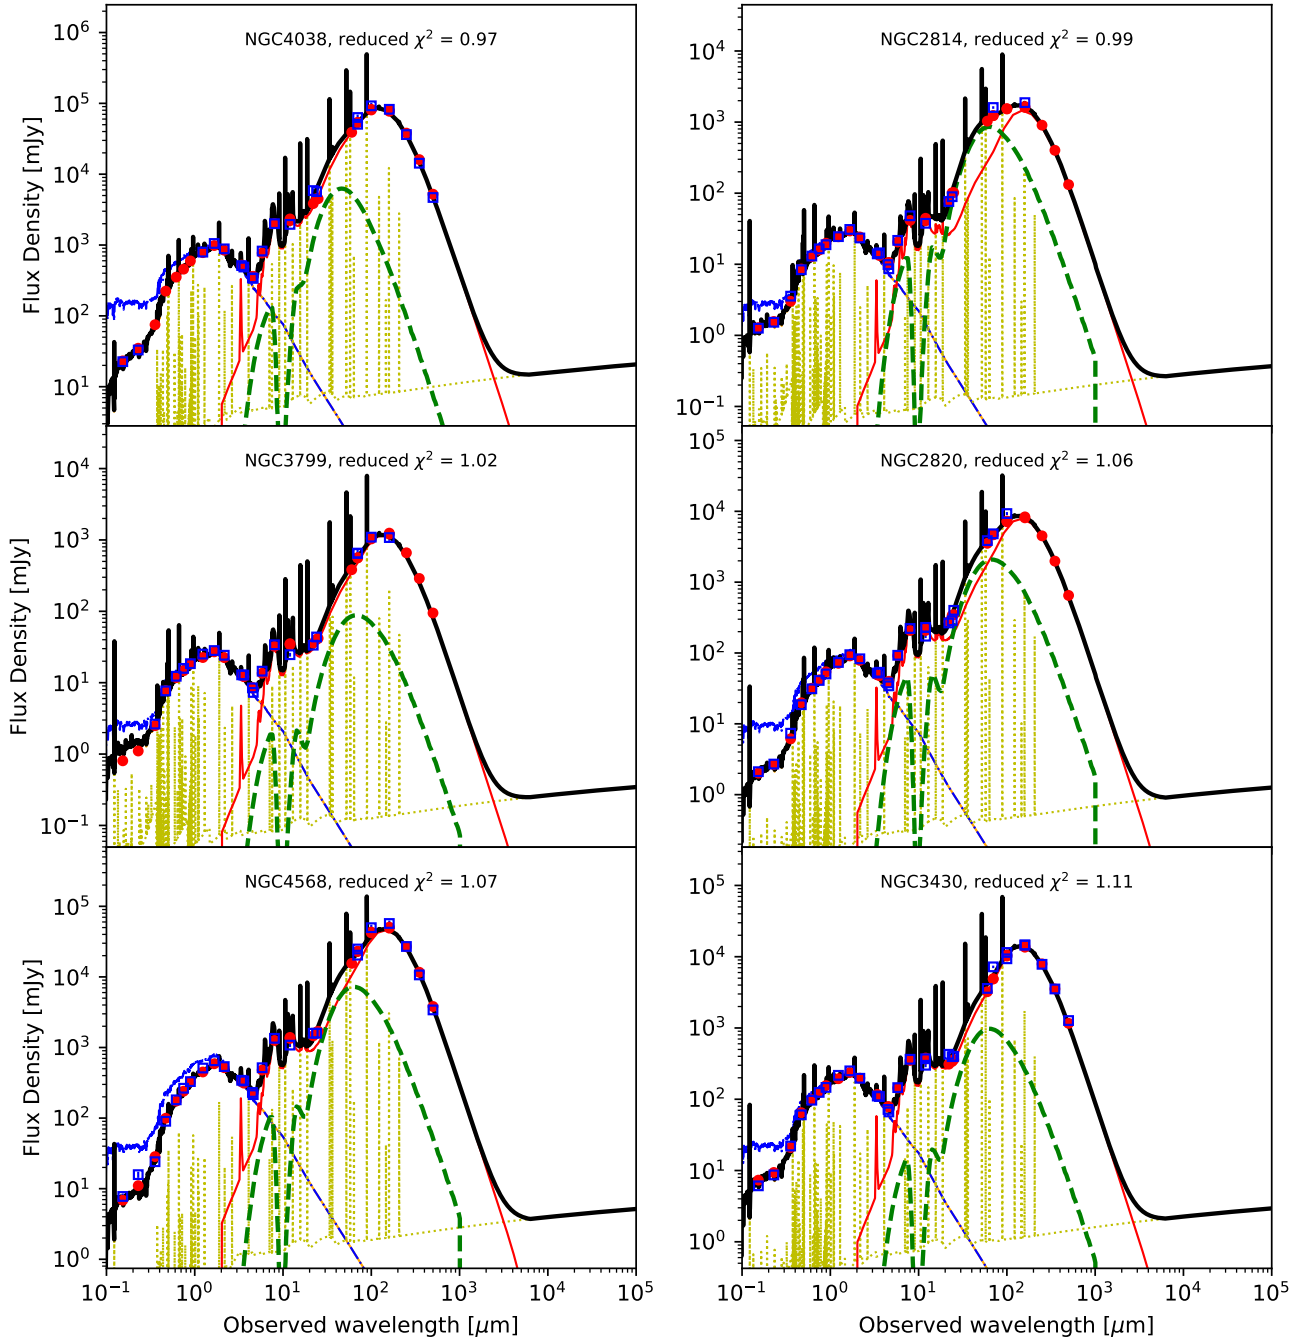 NGC4038, reduced χ² = 0.97
10⁶
10⁵
10⁴
10³
10²
10¹
Flux Density [mJy]
NGC2814, reduced χ² = 0.99
10⁴
10³
10²
10¹
10⁰
10⁻¹
NGC3799, reduced χ² = 1.02
10⁴
10³
10²
10¹
10⁰
10⁻¹
Flux Density [mJy]
NGC2820, reduced χ² = 1.06
10⁵
10⁴
10³
10²
10¹
10⁰
NGC4568, reduced χ² = 1.07
10⁵
10⁴
10³
10²
10¹
10⁰
Flux Density [mJy]
10⁻¹ 10⁰ 10¹ 10² 10³ 10⁴ 10⁵
Observed wavelength [μm]
NGC3430, reduced χ² = 1.11
10⁵
10⁴
10³
10²
10¹
10⁰
10⁻¹ 10⁰ 10¹ 10² 10³ 10⁴ 10⁵
Observed wavelength [μm]